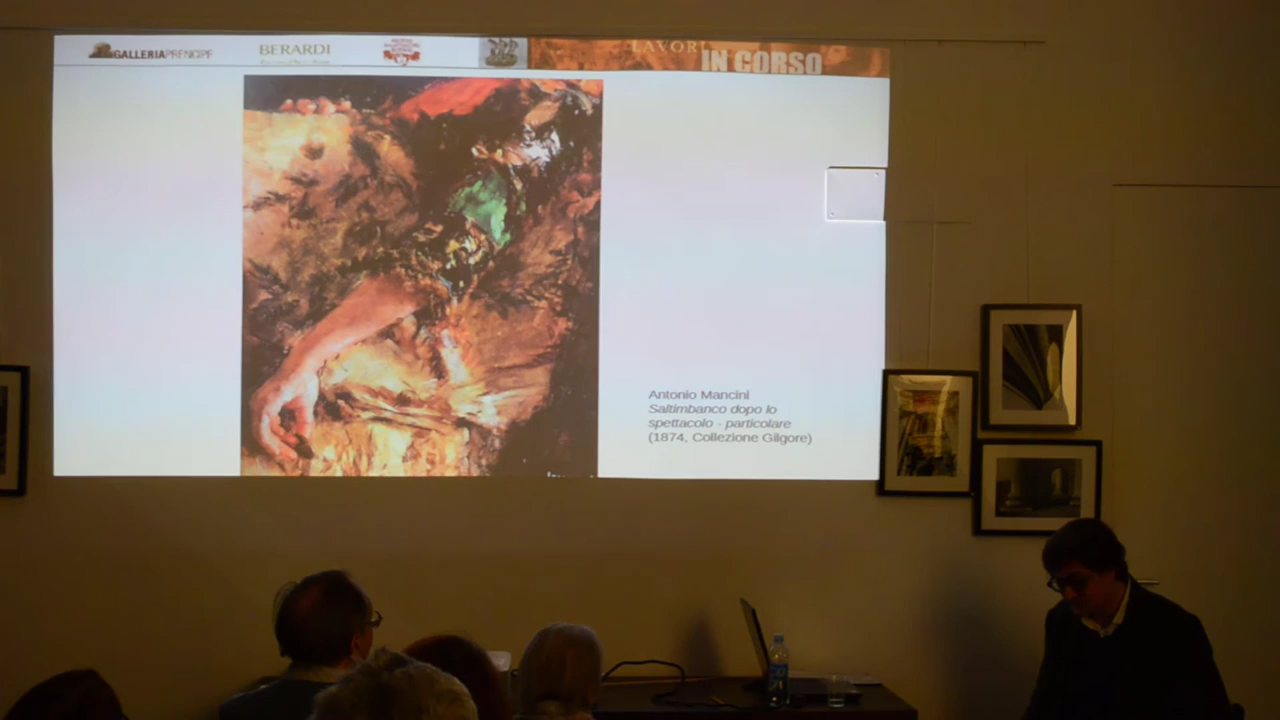 GALLERIAPRENCIPE
BERARDI
LAVORI
IN CORSO
Antonio Mancini
Saltimbanco dopo lo
spettacolo - particolare
(1874, Collezione Gilgore)